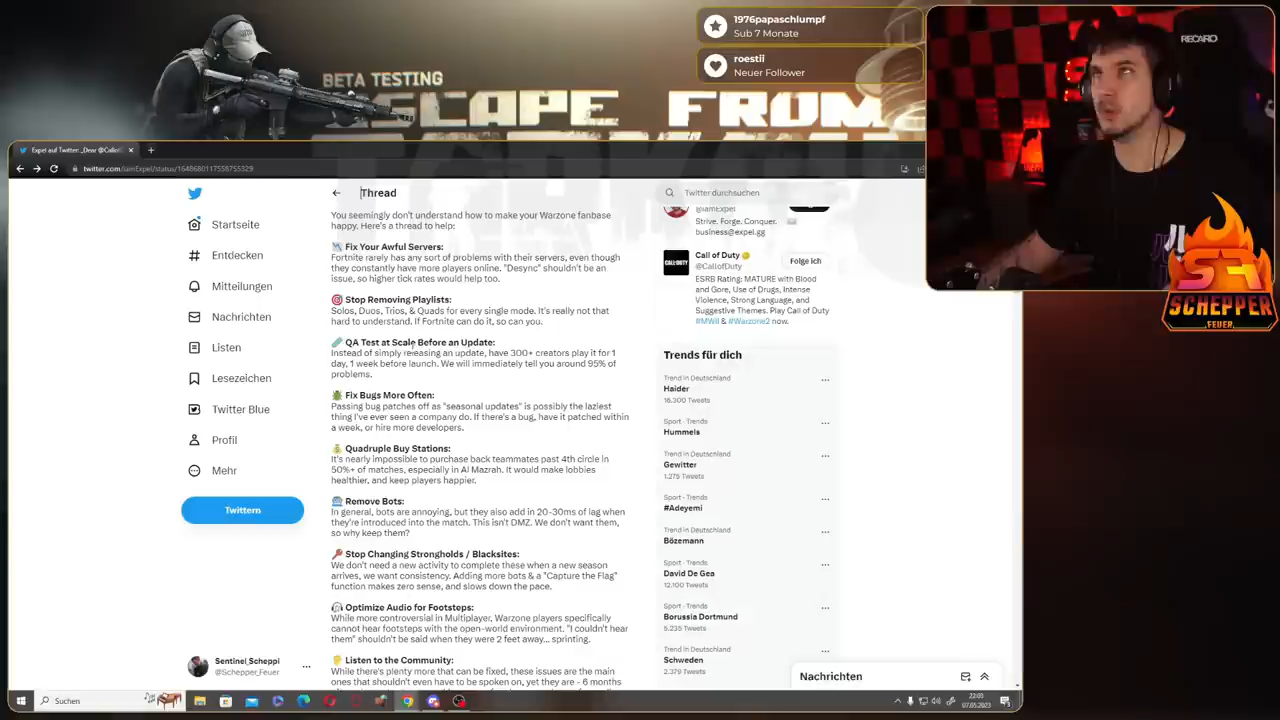 1976papaschlumpf
Sub 7 Monate
roestii
Neuer Follower
RECARO
BETA TESTING
ESCAPE FROM
Expel auf Twitter: „Dear @CallofD
twitter.com/iamExpel/status/1648680117558755329
Thread
Twitter durchsuchen
Startseite
Entdecken
Mitteilungen
Nachrichten
Listen
Lesezeichen
Twitter Blue
Profil
Mehr
Twittern
Sentinel_Scheppi
@Schepper_Feuer
You seemingly don't understand how to make your Warzone fanbase
happy. Here's a thread to help:
Fix Your Awful Servers:
Fortnite rarely has any sort of problems with their servers, even though
they constantly have more players online. "Desync" shouldn't be an
issue, so higher tick rates would help too.
Stop Removing Playlists:
Solos, Duos, Trios, & Quads for every single mode. It's really not that
hard to understand. If Fortnite can do it, so can you.
QA Test at Scale Before an Update:
Instead of simply releasing an update, have 300+ creators play it for 1
day, 1 week before launch. We will immediately tell you around 95% of
problems.
Fix Bugs More Often:
Passing bug patches off as "seasonal updates" is possibly the laziest
thing I've ever seen a company do. If there's a bug, have it patched within
a week, or hire more developers.
Quadruple Buy Stations:
It's nearly impossible to purchase back teammates past 4th circle in
50%+ of matches, especially in Al Mazrah. It would make lobbies
healthier, and keep players happier.
Remove Bots:
In general, bots are annoying, but they also add in 20-30ms of lag when
they're introduced into the match. This isn't DMZ. We don't want them,
so why keep them?
Stop Changing Strongholds / Blacksites:
We don't need a new activity to complete these when a new season
arrives, we want consistency. Adding more bots & a "Capture the Flag"
function makes zero sense, and slows down the pace.
Optimize Audio for Footsteps:
While more controversial in Multiplayer, Warzone players specifically
cannot hear footsteps with the open-world environment. "I couldn't hear
them" shouldn't be said when they were 2 feet away... sprinting.
Listen to the Community:
While there's plenty more that can be fixed, these issues are the main
ones that shouldn't even have to be spoken on, yet they are - 6 months
@iamExpel
Strive. Forge. Conquer.
business@expel.gg
CALL OF DUTY
Call of Duty
@CallofDuty
Folge ich
ESRB Rating: MATURE with Blood
and Gore, Use of Drugs, Intense
Violence, Strong Language, and
Suggestive Themes. Play Call of Duty
#MWII & #Warzone2 now.
Trends für dich
Trend in Deutschland
Haider
16.300 Tweets
Sport · Trends
Hummels
Trend in Deutschland
Gewitter
1.275 Tweets
Sport · Trends
#Adeyemi
Trend in Deutschland
Bözemann
Sport · Trends
David De Gea
12.100 Tweets
Sport · Trends
Borussia Dortmund
5.235 Tweets
Trend in Deutschland
Schweden
2.379 Tweets
Nachrichten
SF
SCHEPPER
FEUER
Suchen
22:03
07.05.2023